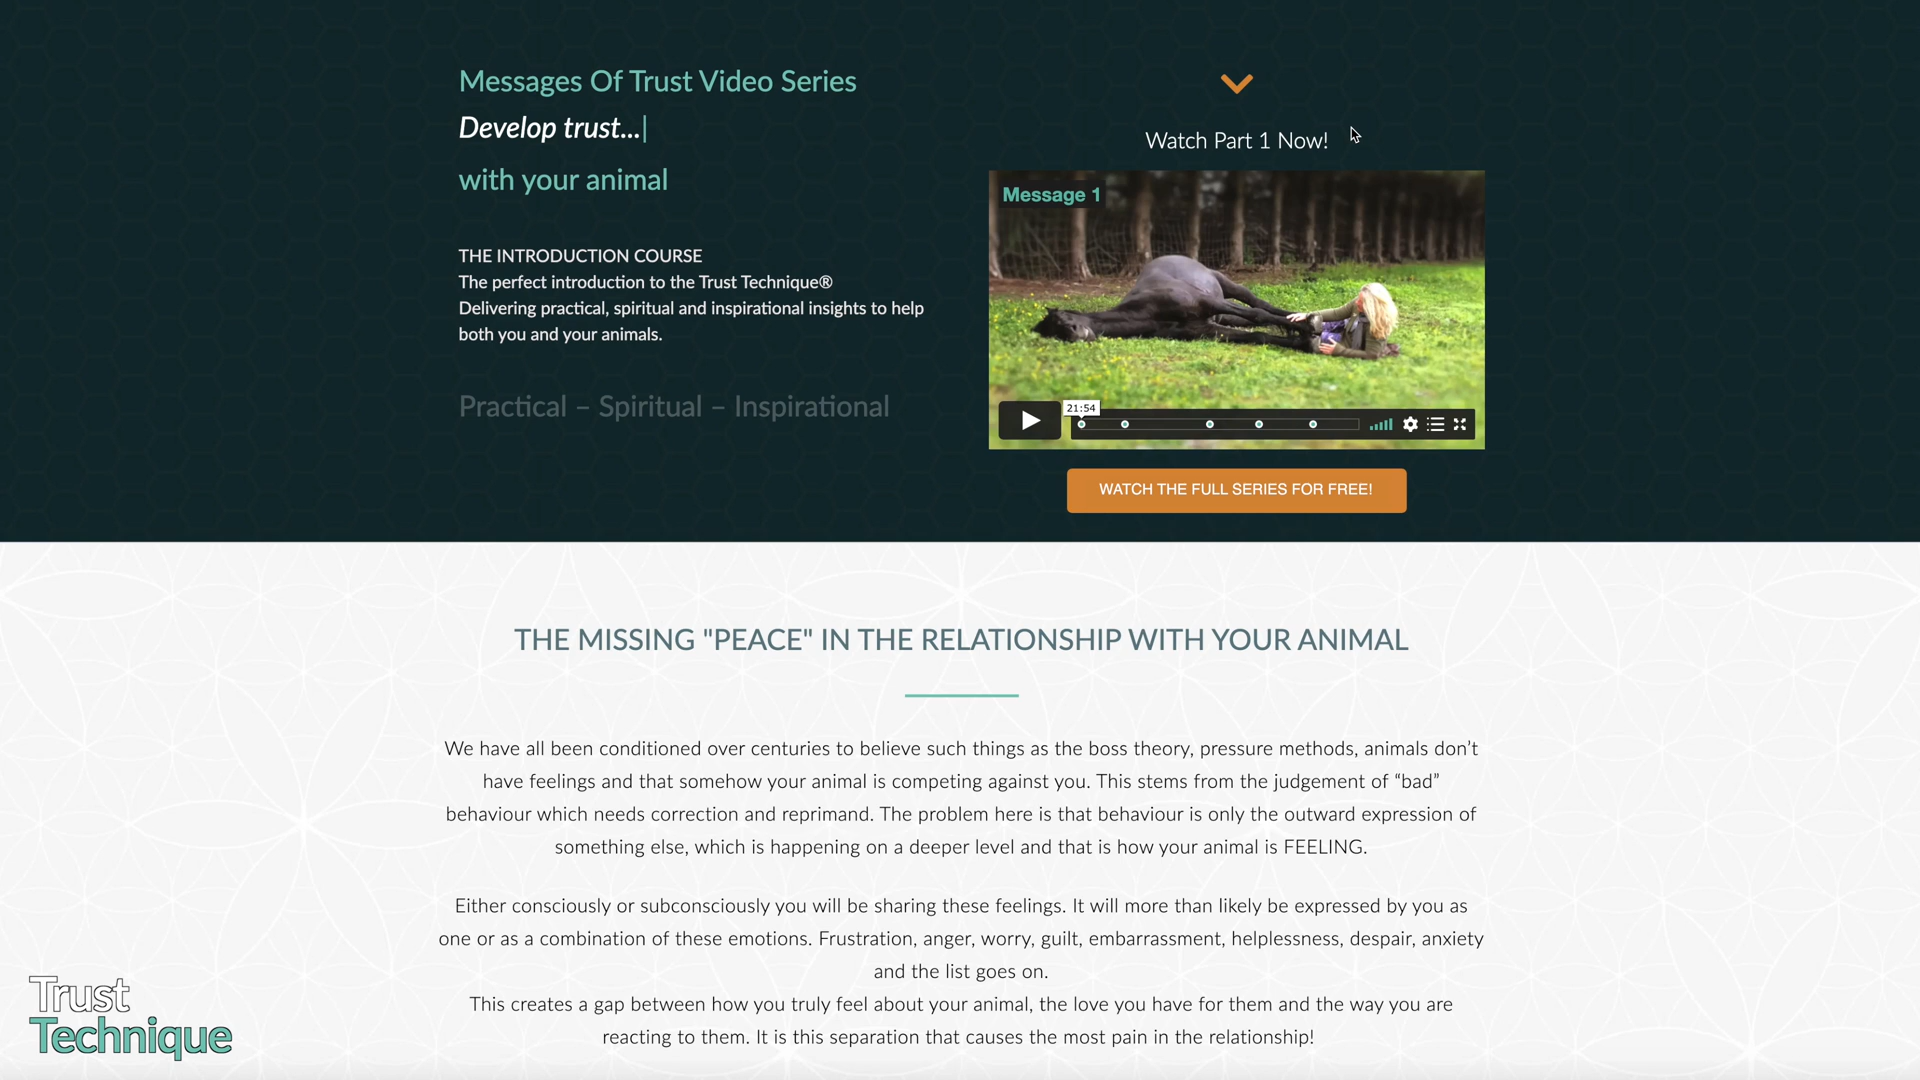 Messages Of Trust Video Series
Develop trust...
with your animal
THE INTRODUCTION COURSE
The perfect introduction to the Trust Technique®
Delivering practical, spiritual and inspirational insights to help
both you and your animals.
Practical – Spiritual – Inspirational
Watch Part 1 Now!
Message 1
21:54
WATCH THE FULL SERIES FOR FREE!
THE MISSING "PEACE" IN THE RELATIONSHIP WITH YOUR ANIMAL
We have all been conditioned over centuries to believe such things as the boss theory, pressure methods, animals don’t
have feelings and that somehow your animal is competing against you. This stems from the judgement of “bad”
behaviour which needs correction and reprimand. The problem here is that behaviour is only the outward expression of
something else, which is happening on a deeper level and that is how your animal is FEELING.
Either consciously or subconsciously you will be sharing these feelings. It will more than likely be expressed by you as
one or as a combination of these emotions. Frustration, anger, worry, guilt, embarrassment, helplessness, despair, anxiety
and the list goes on.
This creates a gap between how you truly feel about your animal, the love you have for them and the way you are
reacting to them. It is this separation that causes the most pain in the relationship!
Trust
Technique